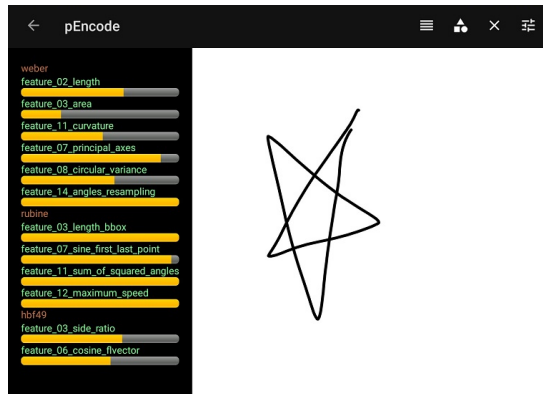 pEncode
weber
feature_02_length
feature_03_area
feature_11_curvature
feature_07_principal_axes
feature_08_circular_variance
feature_14_angles_resampling
rubine
feature_03_length_bbox
feature_07_sine_first_last_point
feature_11_sum_of_squared_angles
feature_12_maximum_speed
hbf49
feature_03_side_ratio
feature_06_cosine_flvector